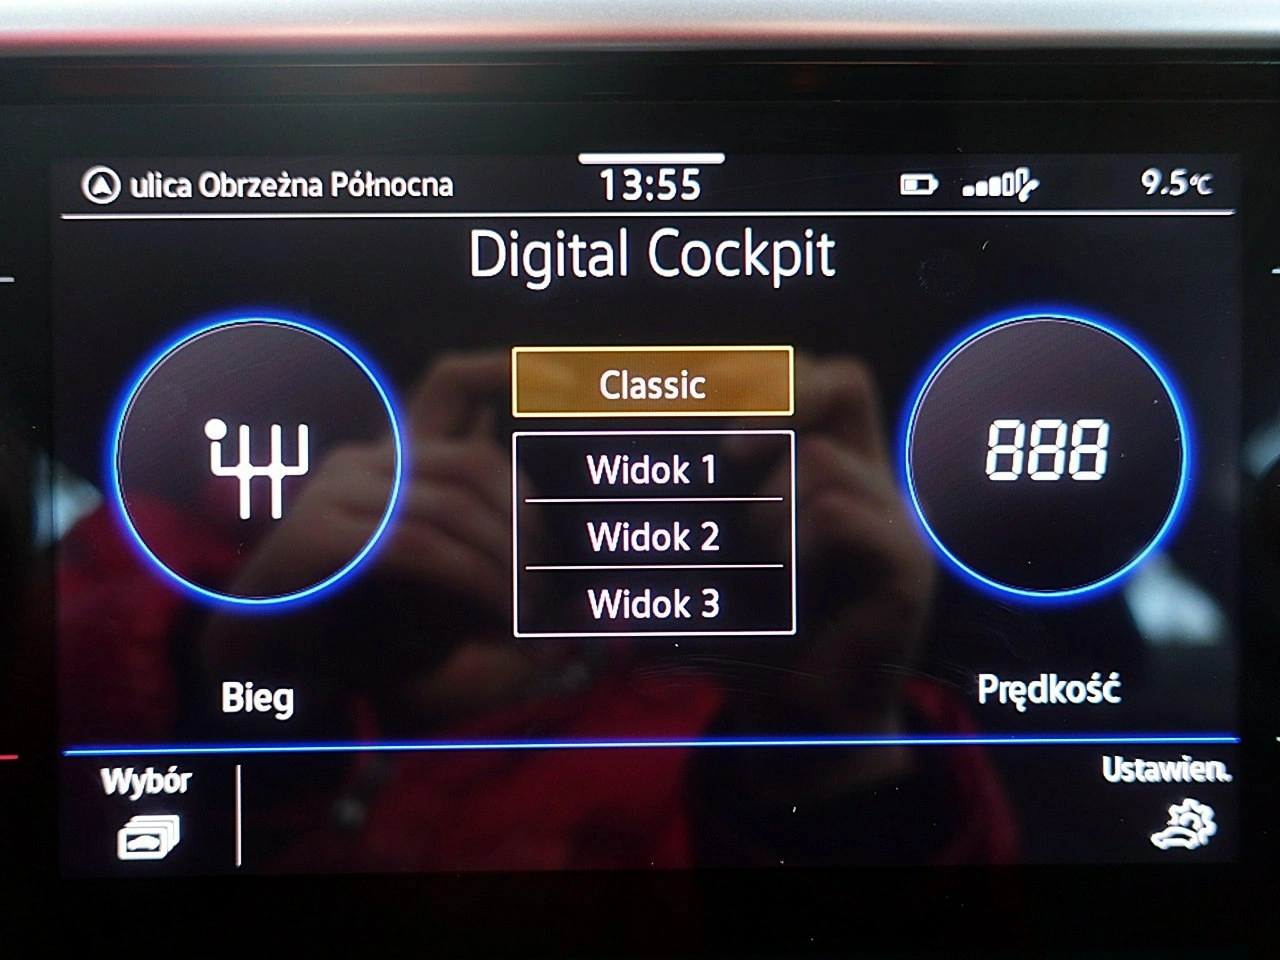 ulica Obrzeżna Północna 13:55 9.5°C
Digital Cockpit
Classic
Widok 1
888
Widok 2
Widok 3
Bieg
Prędkość
Wybór
Ustawien.